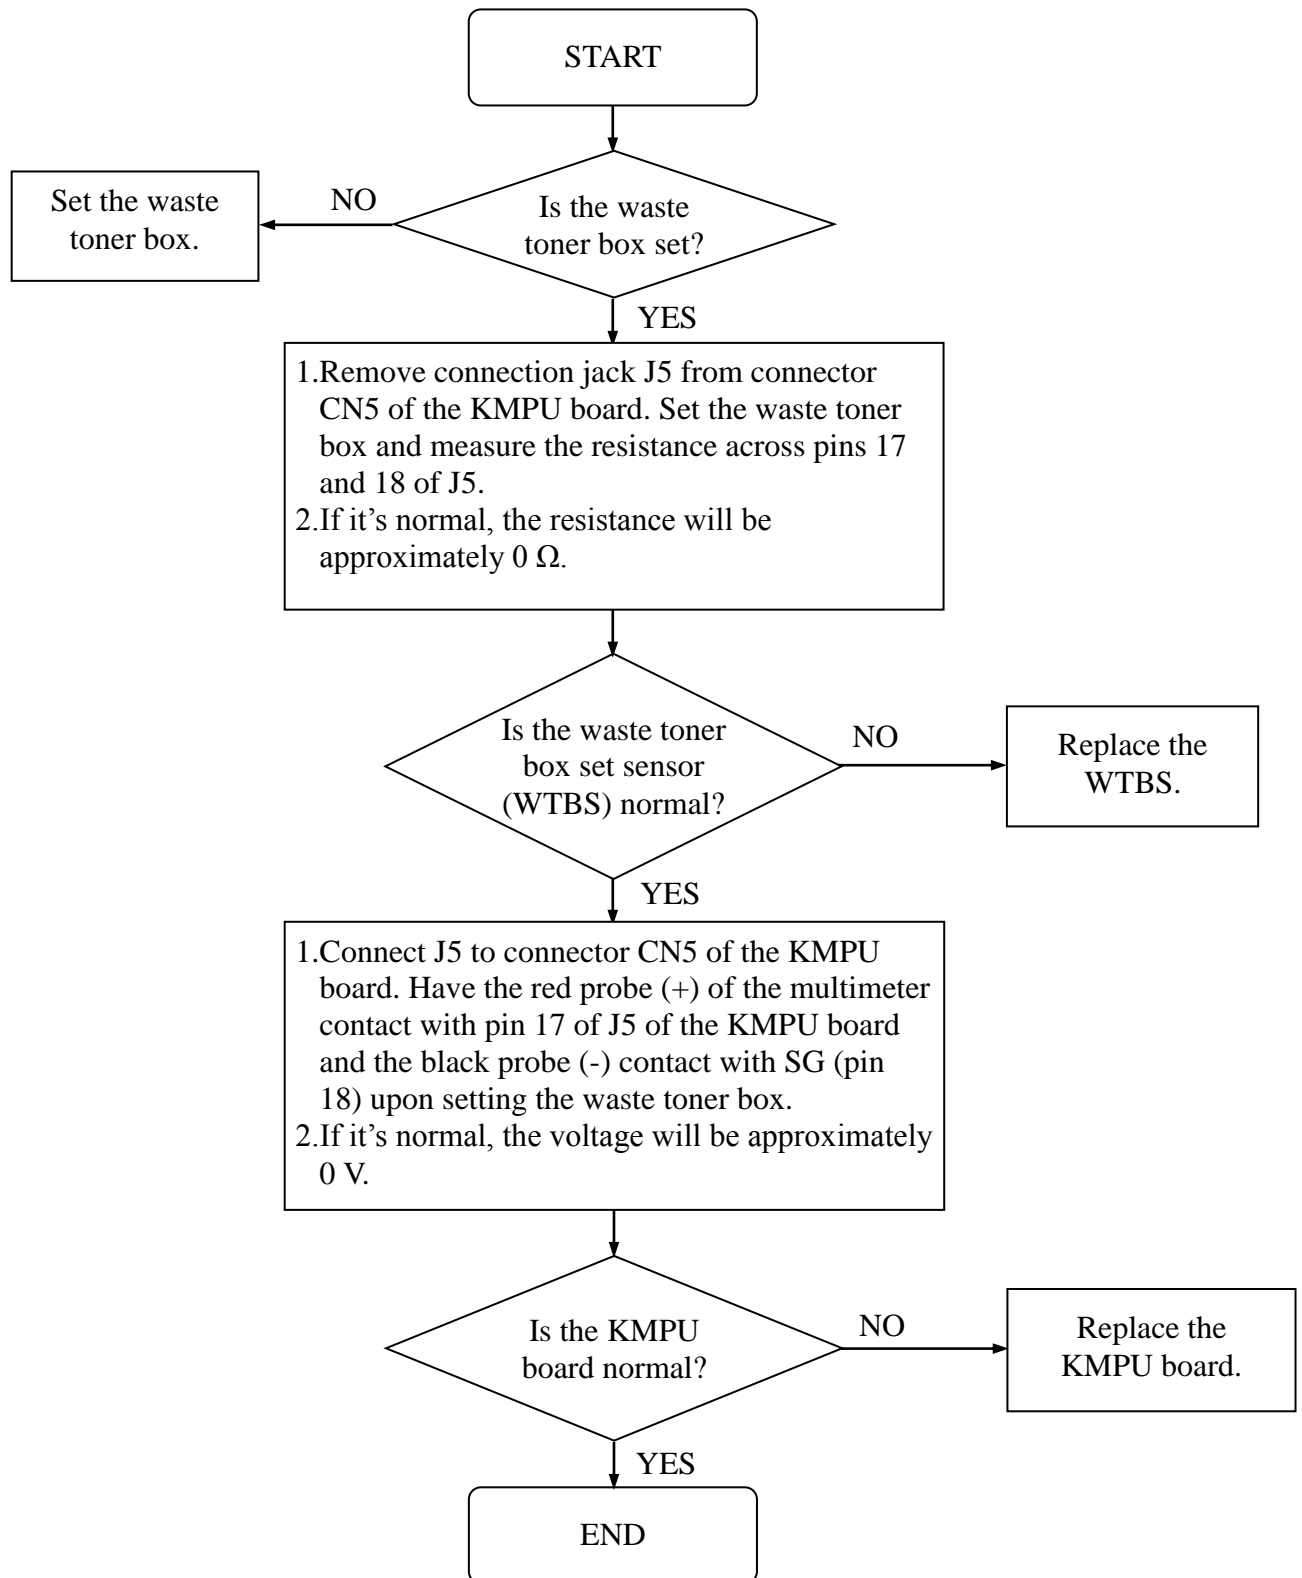 START
Is the waste
toner box set?
NO
Set the waste
toner box.
YES
1.Remove connection jack J5 from connector
CN5 of the KMPU board. Set the waste toner
box and measure the resistance across pins 17
and 18 of J5.
2.If it’s normal, the resistance will be
approximately 0 Ω.
Is the waste toner
box set sensor
(WTBS) normal?
NO
Replace the
WTBS.
YES
1.Connect J5 to connector CN5 of the KMPU
board. Have the red probe (+) of the multimeter
contact with pin 17 of J5 of the KMPU board
and the black probe (-) contact with SG (pin
18) upon setting the waste toner box.
2.If it’s normal, the voltage will be approximately
0 V.
Is the KMPU
board normal?
NO
Replace the
KMPU board.
YES
END